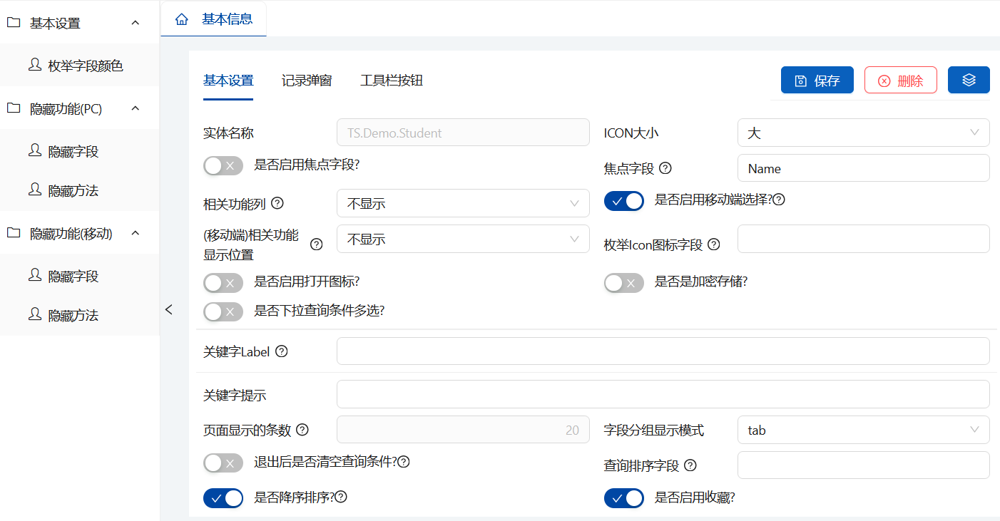 基本设置
枚举字段颜色
隐藏功能(PC)
隐藏字段
隐藏方法
隐藏功能(移动)
隐藏字段
隐藏方法
基本信息
基本设置 记录弹窗 工具栏按钮 保存 删除
实体名称 TS.Demo.Student ICON大小 大
是否启用焦点字段? 焦点字段 Name
相关功能列 不显示 是否启用移动端选择?
(移动端)相关功能
显示位置 不显示 枚举Icon图标字段
是否启用打开图标? 是否是加密存储?
是否下拉查询条件多选?
关键字Label
关键字提示
页面显示的条数 20 字段分组显示模式 tab
退出后是否清空查询条件? 查询排序字段
是否降序排序? 是否启用收藏?